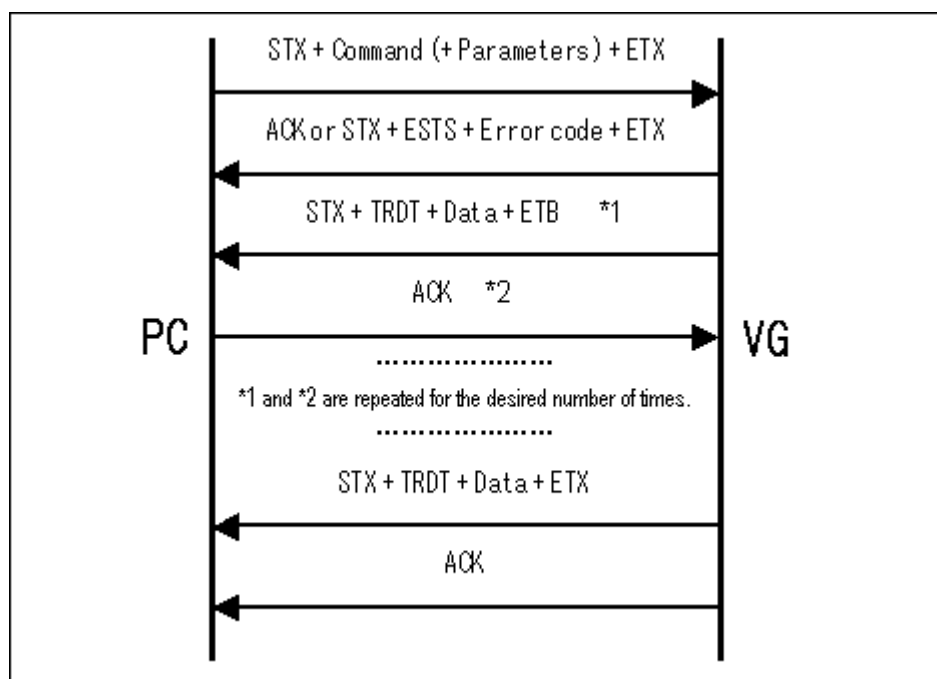 STX + Command (+ Parameters) + ETX
ACK or STX + ESTS + Error code + ETX
STX + TRDT + Data + ETB *1
ACK *2
PC VG
.....................
*1 and *2 are repeated for the desired number of times.
.....................
STX + TRDT + Data + ETX
ACK